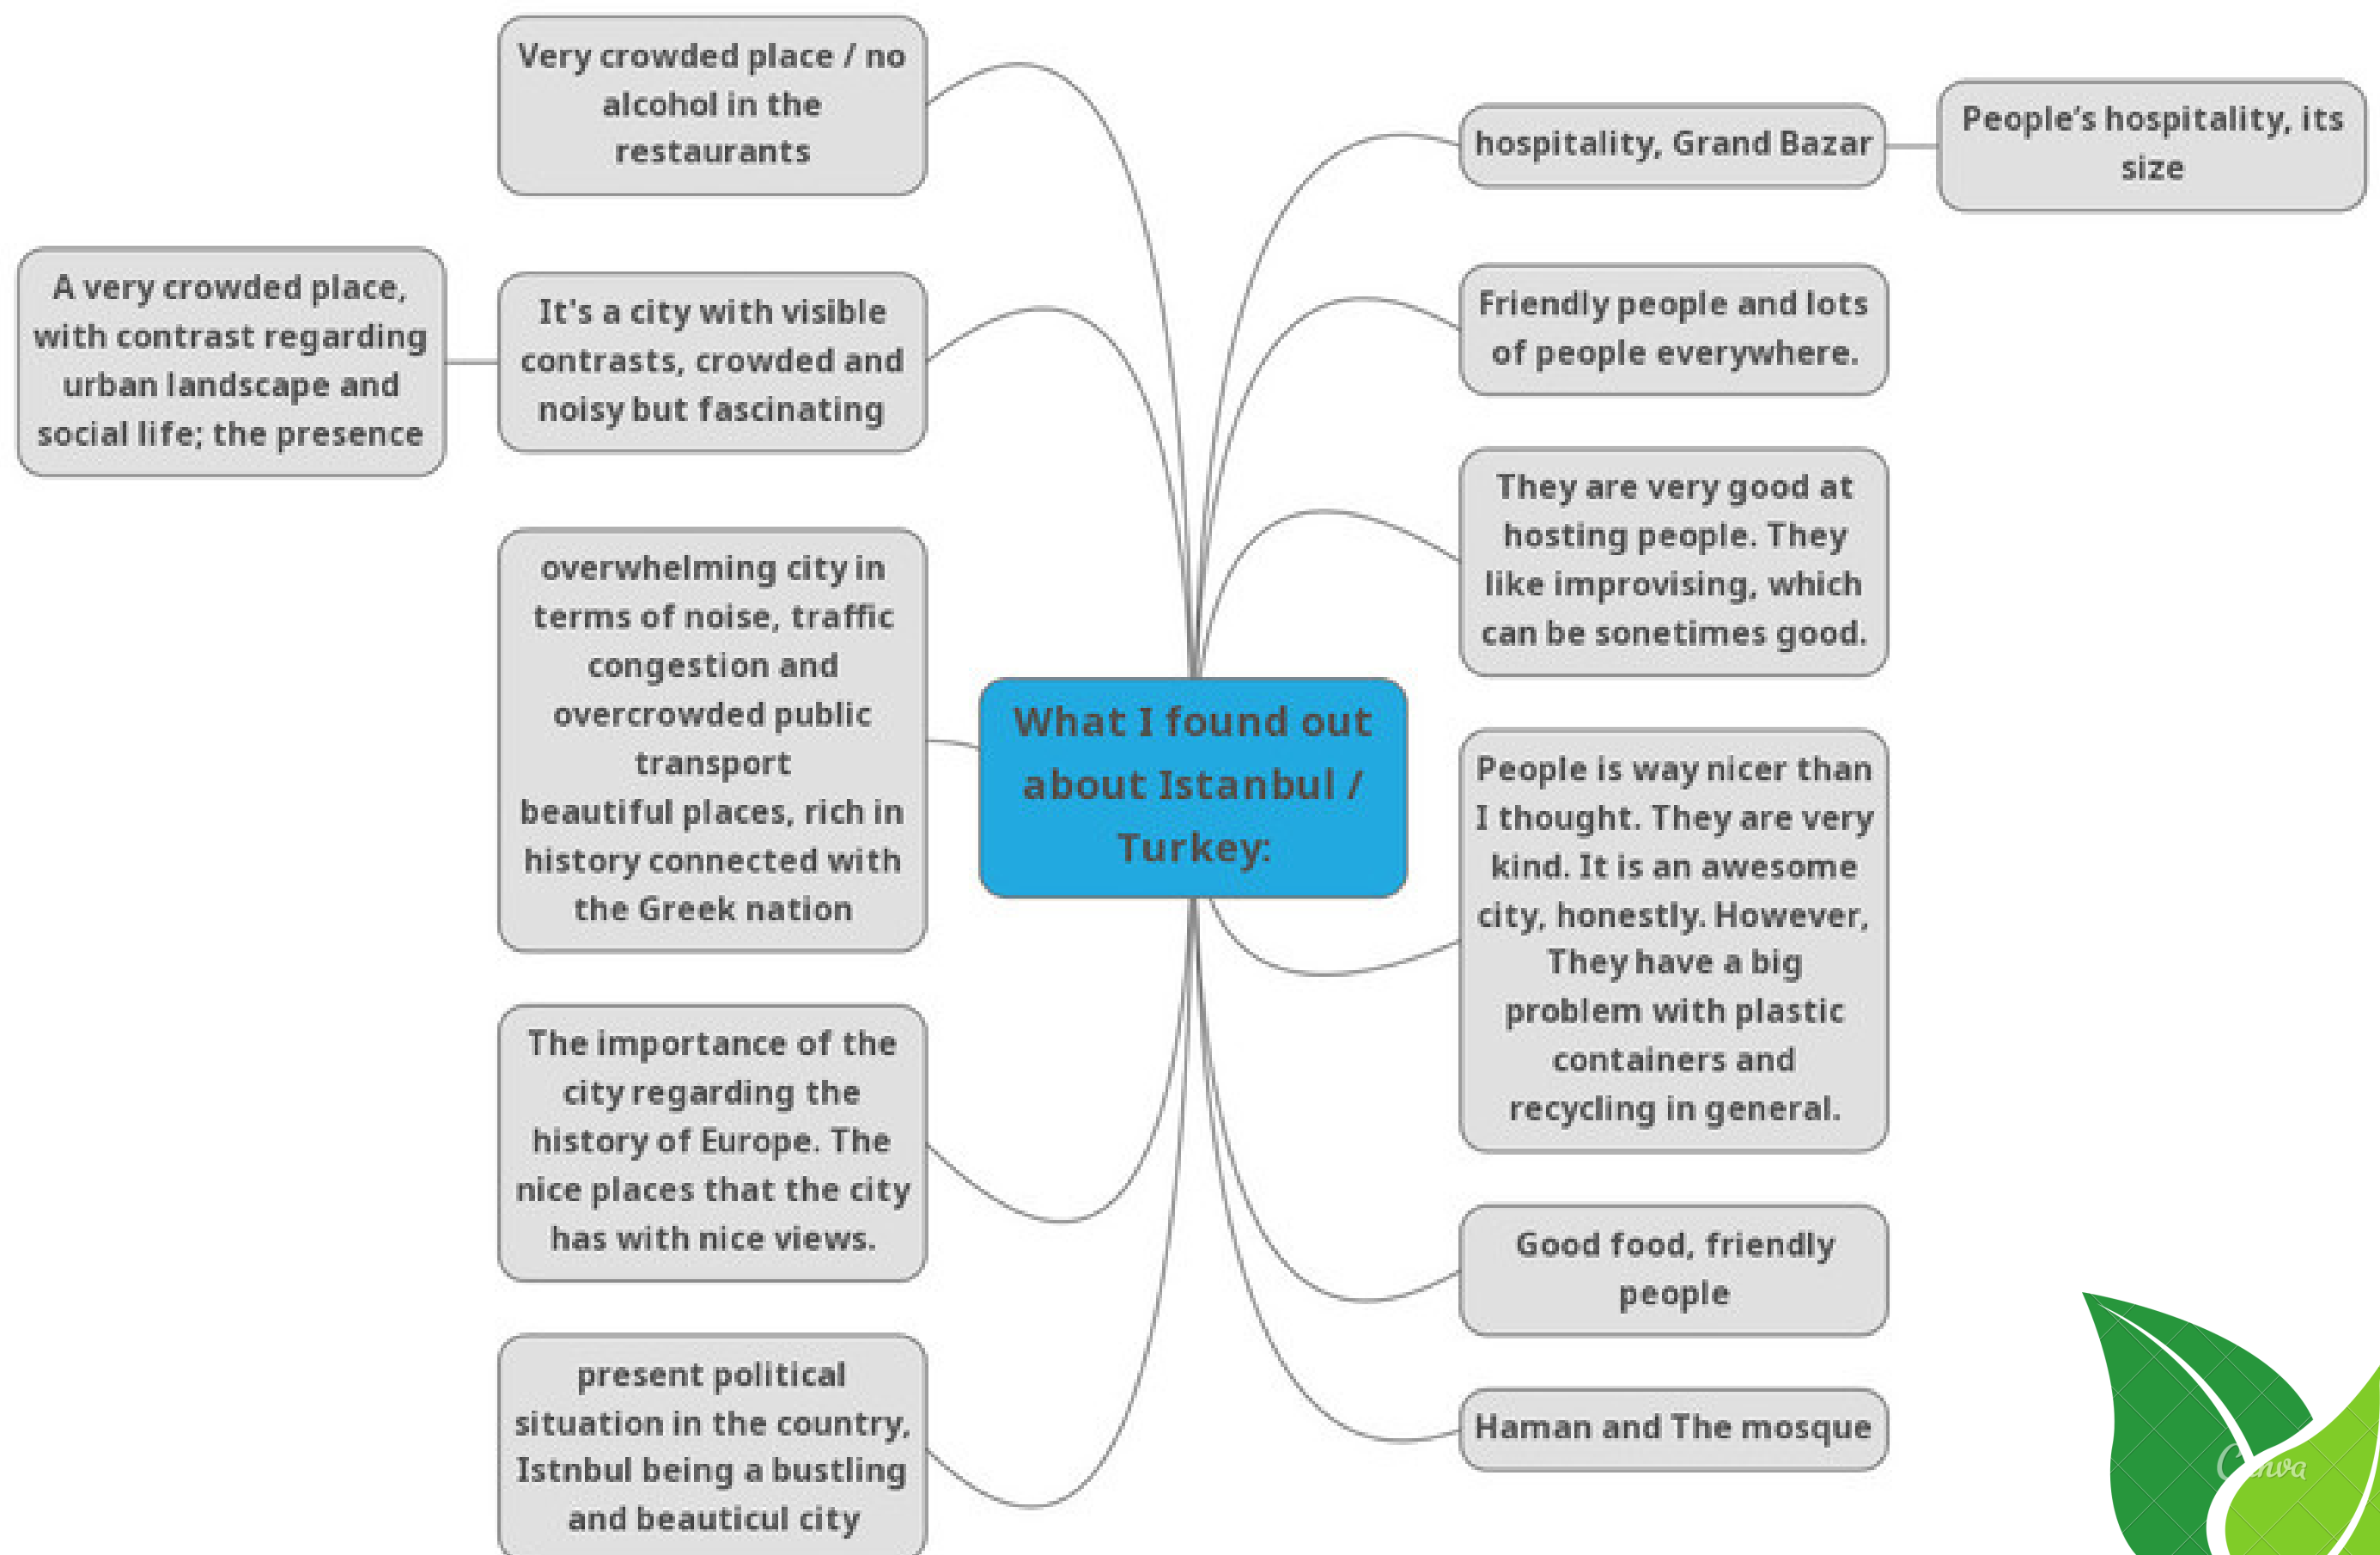 Very crowded place / no
alcohol in the
restaurants
A very crowded place,
with contrast regarding
urban landscape and
social life; the presence
It's a city with visible
contrasts, crowded and
noisy but fascinating
overwhelming city in
terms of noise, traffic
congestion and
overcrowded public
transport
beautiful places, rich in
history connected with
the Greek nation
The importance of the
city regarding the
history of Europe. The
nice places that the city
has with nice views.
present political
situation in the country,
Istnbul being a bustling
and beauticul city
What I found out
about Istanbul /
Turkey:
hospitality, Grand Bazar
People’s hospitality, its
size
Friendly people and lots
of people everywhere.
They are very good at
hosting people. They
like improvising, which
can be sonetimes good.
People is way nicer than
I thought. They are very
kind. It is an awesome
city, honestly. However,
They have a big
problem with plastic
containers and
recycling in general.
Good food, friendly
people
Haman and The mosque
Canva